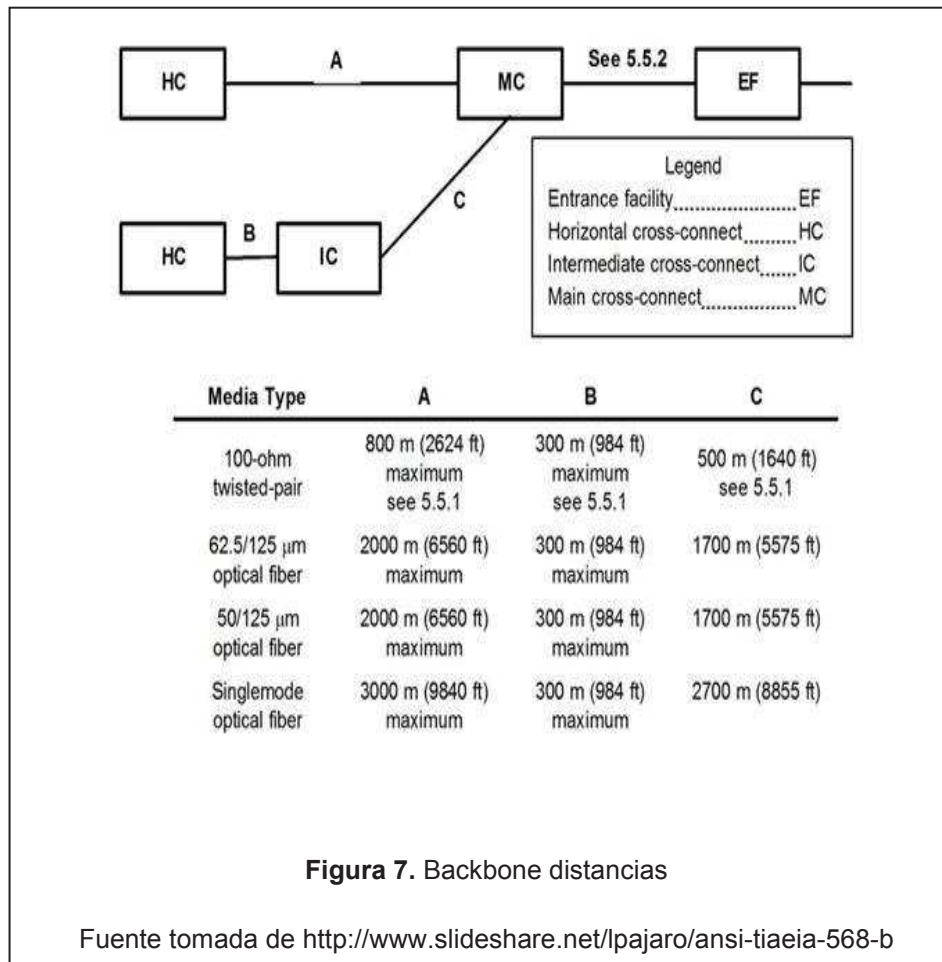 A
See 5.5.2
HC
MC
EF
C
Legend
Entrance facility......................EF
Horizontal cross-connect.........HC
Intermediate cross-connect......IC
Main cross-connect................MC
B
HC
IC
Media Type A B C
100-ohm
twisted-pair
800 m (2624 ft)
maximum
see 5.5.1
300 m (984 ft)
maximum
see 5.5.1
500 m (1640 ft)
see 5.5.1
62.5/125 μm
optical fiber
2000 m (6560 ft)
maximum
300 m (984 ft)
maximum
1700 m (5575 ft)
50/125 μm
optical fiber
2000 m (6560 ft)
maximum
300 m (984 ft)
maximum
1700 m (5575 ft)
Singlemode
optical fiber
3000 m (9840 ft)
maximum
300 m (984 ft)
maximum
2700 m (8855 ft)
Figura 7. Backbone distancias
Fuente tomada de http://www.slideshare.net/lpajaro/ansi-tiaeia-568-b